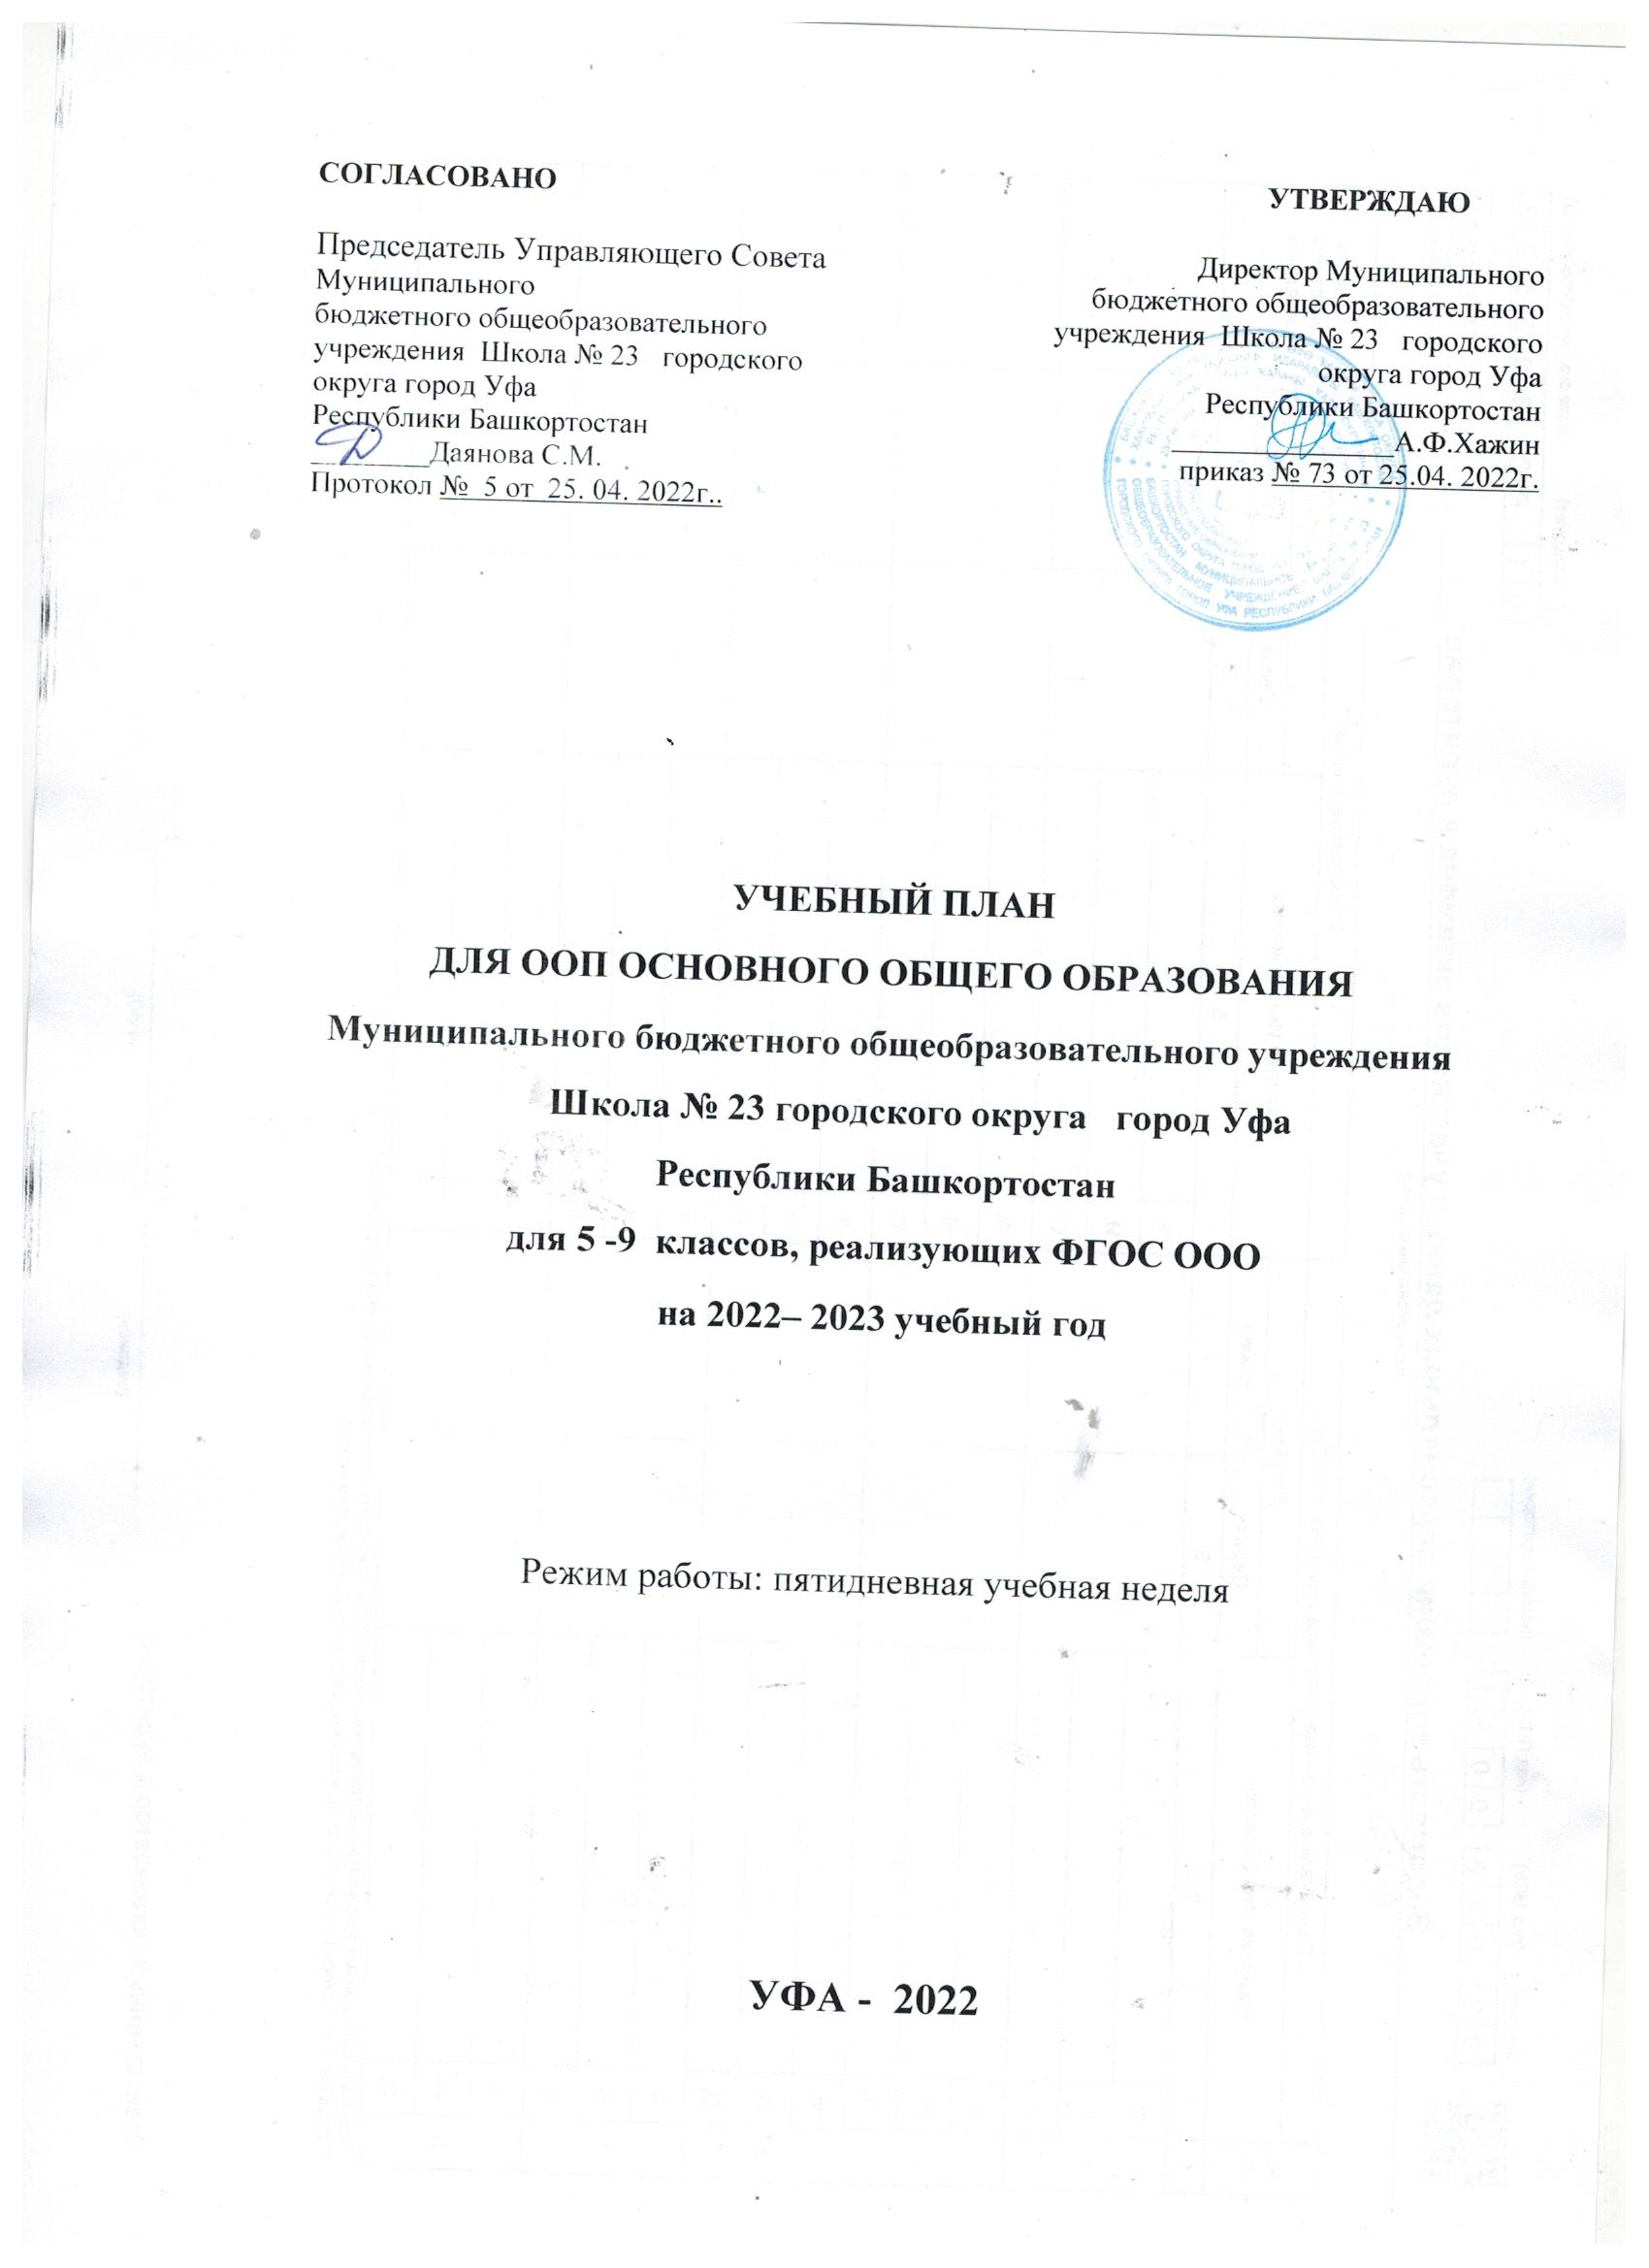 СОГЛАСОВАНО
Председатель Управляющего Совета
Муниципального
бюджетного общеобразовательного
учреждения Школа № 23 городского
округа город Уфа
Республики Башкортостан
________Даянова С.М.
Протокол № 5 от 25. 04. 2022г..
УТВЕРЖДАЮ
Директор Муниципального
бюджетного общеобразовательного
учреждения Школа № 23 городского
округа город Уфа
Республики Башкортостан
_______________А.Ф.Хажин
приказ № 73 от 25.04. 2022г.
УЧЕБНЫЙ ПЛАН
ДЛЯ ООП ОСНОВНОГО ОБЩЕГО ОБРАЗОВАНИЯ
Муниципального бюджетного общеобразовательного учреждения
Школа № 23 городского округа город Уфа
Республики Башкортостан
для 5 -9 классов, реализующих ФГОС ООО
на 2022– 2023 учебный год
Режим работы: пятидневная учебная неделя
УФА - 2022